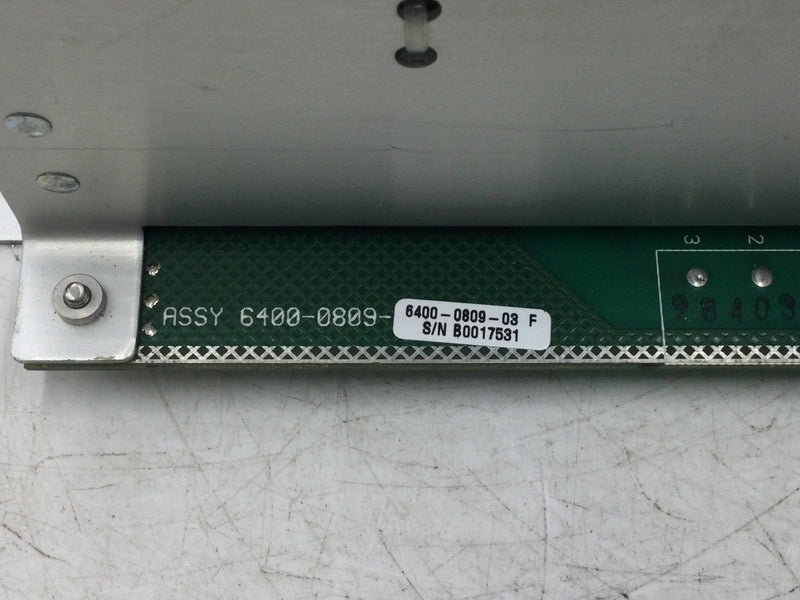 3 2
ASSY 6400-0809-
6400-0809-03 F
S/N B0017531
98403